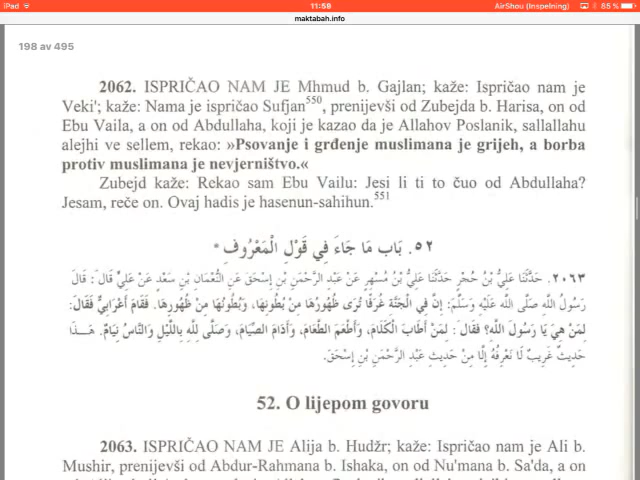 iPad
11:58
AirShou (Inspelning)
65 %
maktabah.info
198 av 495
2062. ISPRIČAO NAM JE Mhmud b. Gajlan; kaže: Ispričao nam je
Veki'; kaže: Nama je ispričao Sufjan550, prenijevši od Zubejda b. Harisa, on od
Ebu Vaila, a on od Abdullaha, koji je kazao da je Allahov Poslanik, sallallahu
alejhi ve sellem, rekao: »Psovanje i grđenje muslimana je grijeh, a borba
protiv muslimana je nevjerništvo.«
Zubejd kaže: Rekao sam Ebu Vailu: Jesi li ti to čuo od Abdullaha?
Jesam, reče on. Ovaj hadis je hasenun-sahihun.551
٥٢. بَاب مَا جَاءَ فِي قَوْلِ الْمَعْرُوفِ *
٢٠٦٣. حَدَّثَنَا عَلِيُّ بْنُ حُجْرٍ حَدَّثَنَا عَلِيُّ بْنُ مُسْهِرٍ عَنْ عَبْدِ الرَّحْمَنِ بْنِ إِسْحَقَ عَنِ النُّعْمَانِ بْنِ سَعْدٍ عَنْ عَلِيٍّ قَالَ: قَالَ
رَسُولُ اللَّهِ صَلَّى اللَّه عَلَيْهِ وَسَلَّمَ: إِنَّ فِي الْجَنَّةِ غُرَفًا تُرَى ظُهُورُهَا مِنْ بُطُونِهَا، وَبُطُونُهَا مِنْ ظُهُورِهَا. فَقَامَ أَعْرَابِيٌّ فَقَالَ:
لِمَنْ هِيَ يَا رَسُولَ اللَّهِ؟ فَقَالَ: لِمَنْ أَطَابَ الْكَلَامَ، وَأَطْعَمَ الطَّعَامَ، وَأَدَامَ الصِّيَامَ، وَصَلَّى لِلَّهِ بِاللَّيْلِ وَالنَّاسُ نِيَامٌ. هَـذَا
حَدِيثٌ غَرِيبٌ لَا نَعْرِفُهُ إِلَّا مِنْ حَدِيثِ عَبْدِ الرَّحْمَنِ بْنِ إِسْحَقَ.
52. O lijepom govoru
2063. ISPRIČAO NAM JE Alija b. Hudžr; kaže: Ispričao nam je Ali b.
Mushir, prenijevši od Abdur-Rahmana b. Ishaka, on od Nu'mana b. Sa'da, a on